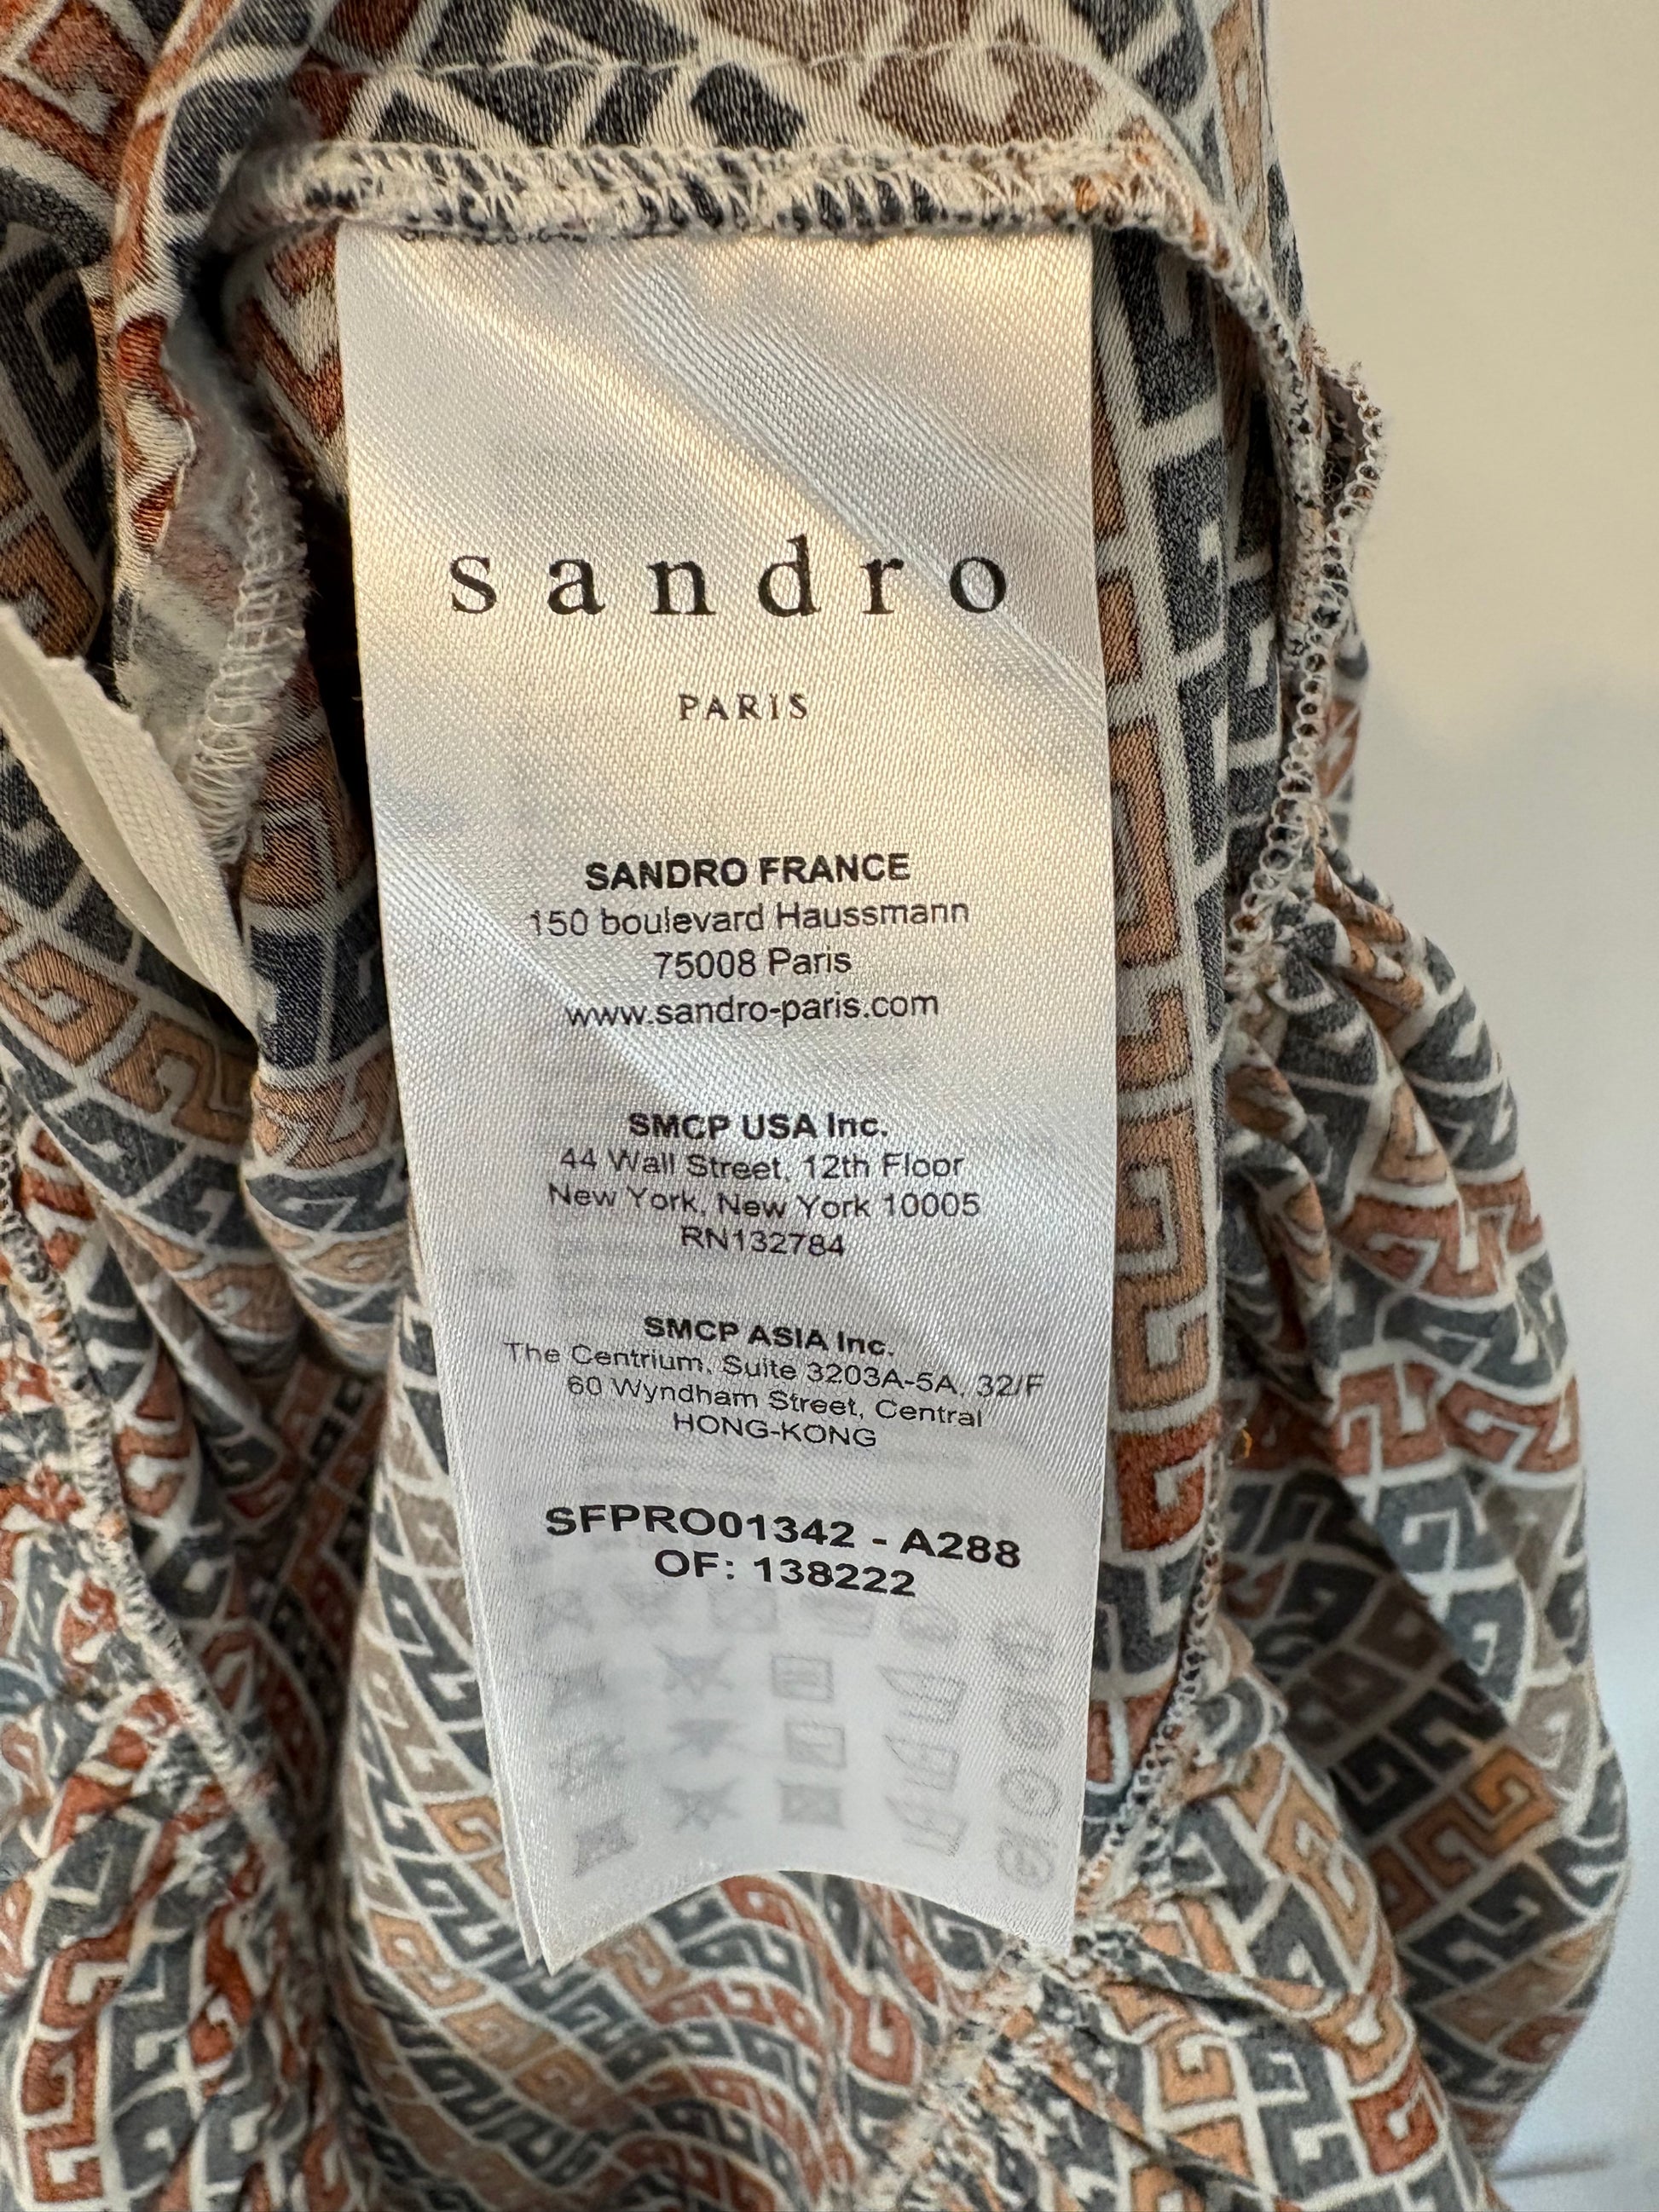 sandro
PARIS
SANDRO FRANCE
150 boulevard Haussmann
75008 Paris
www.sandro-paris.com
SMCP USA Inc.
44 Wall Street, 12th Floor
New York, New York 10005
RN132784
SMCP ASIA Inc.
The Centrium, Suite 3203A-5A, 32/F
60 Wyndham Street, Central
HONG-KONG
SFPRO01342 - A288
OF: 138222